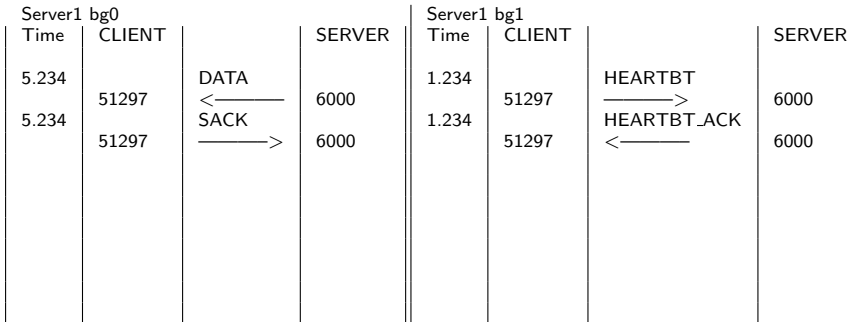 Server1 bg0 Server1 bg1
Time CLIENT SERVER Time CLIENT SERVER
5.234 DATA 1.234 HEARTBT
51297 <——— 6000 51297 ———> 6000
5.234 SACK 1.234 HEARTBT_ACK
51297 ———> 6000 51297 <——— 6000